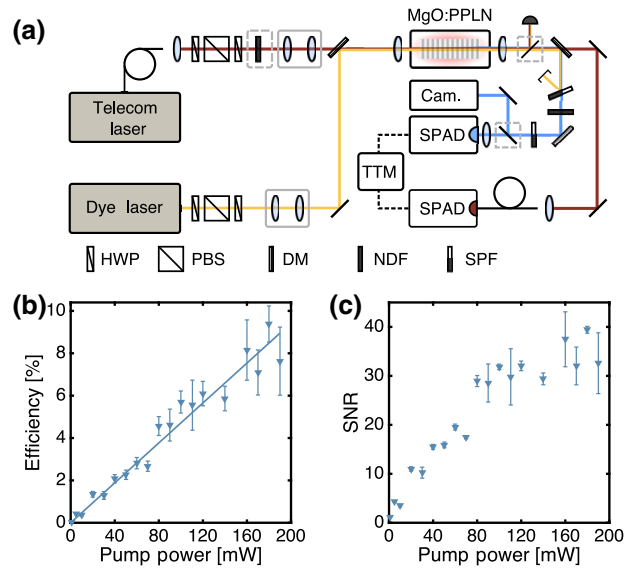 (a)
MgO:PPLN
Telecom
laser
Cam.
SPAD
TTM
Dye laser
SPAD
HWP PBS DM NDF SPF
(b)
10
8
6
4
2
0
Efficiency [%]
0 40 80 120 160 200
Pump power [mW]
(c)
40
30
20
10
0
SNR
0 40 80 120 160 200
Pump power [mW]